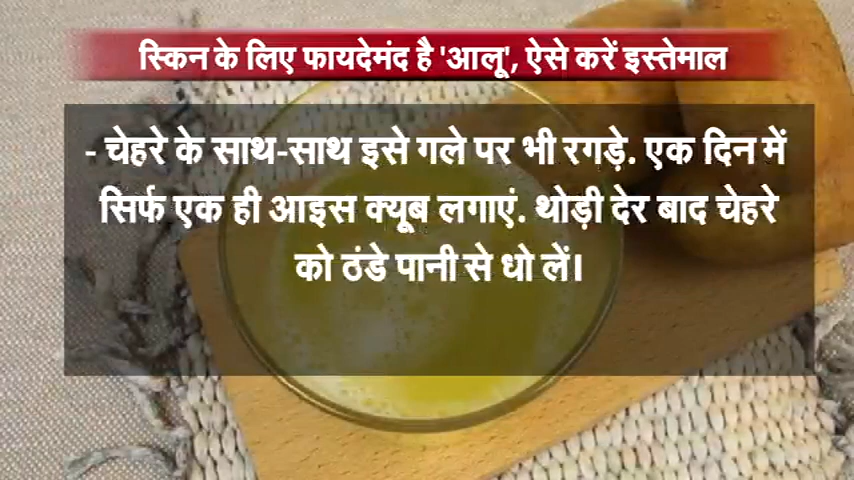 स्किन के लिए फायदेमंद है 'आलू', ऐसे करें इस्तेमाल
- चेहरे के साथ-साथ इसे गले पर भी रगड़े. एक दिन में
सिर्फ एक ही आइस क्यूब लगाएं. थोड़ी देर बाद चेहरे
को ठंडे पानी से धो लें।